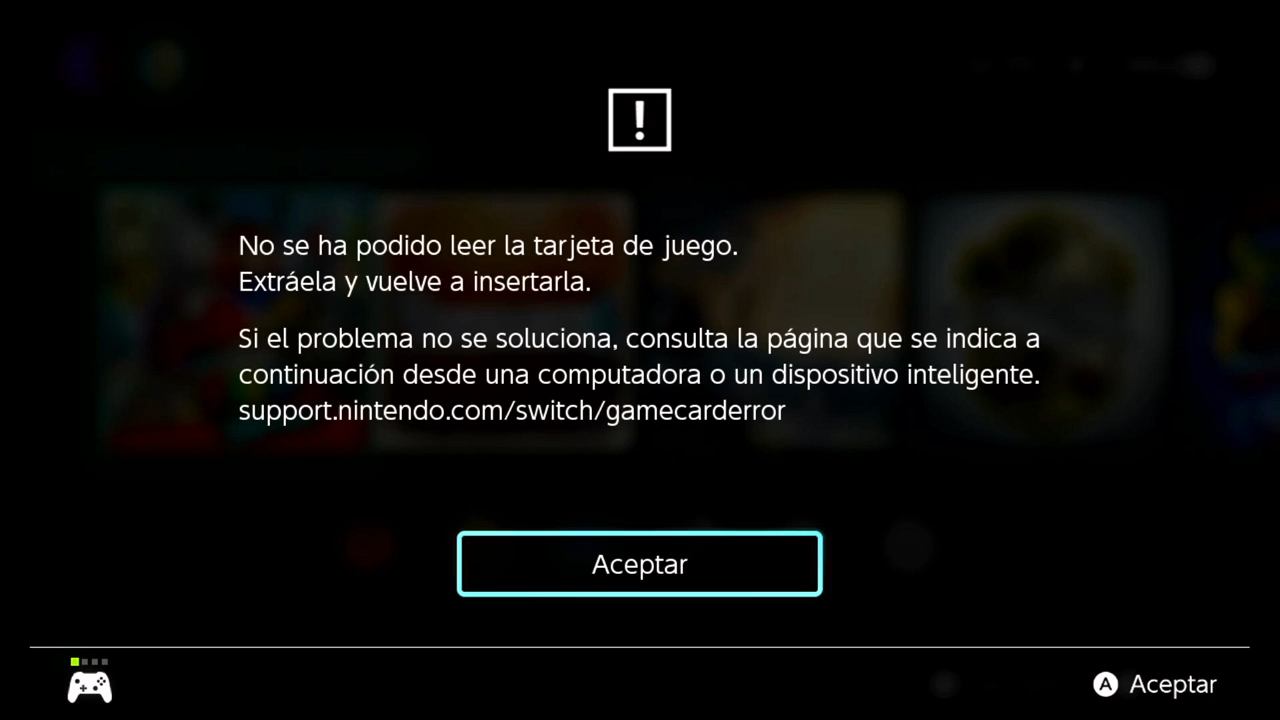 !
No se ha podido leer la tarjeta de juego.
Extráela y vuelve a insertarla.
Si el problema no se soluciona, consulta la página que se indica a
continuación desde una computadora o un dispositivo inteligente.
support.nintendo.com/switch/gamecarderror
Aceptar
A Aceptar